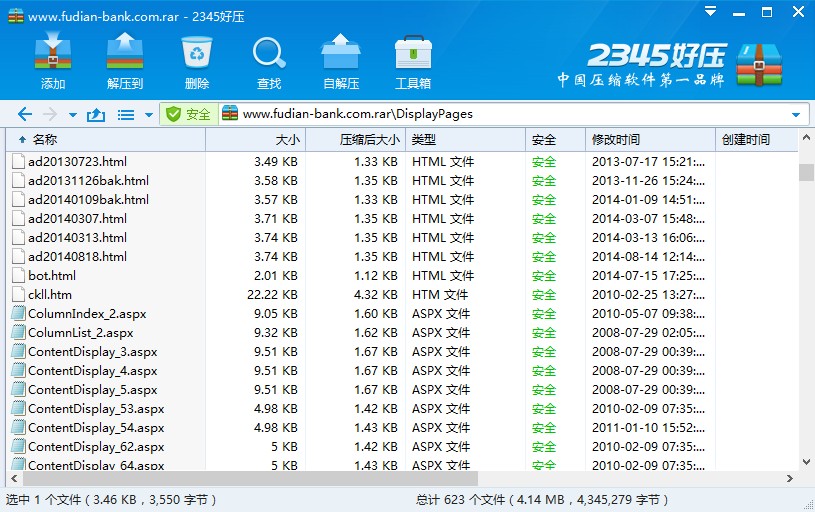 www.fudian-bank.com.rar - 2345好压
添加 解压到 删除 查找 自解压 工具箱
2345好压
中国压缩软件第一品牌
安全 www.fudian-bank.com.rar\DisplayPages
名称 大小 压缩后大小 类型 安全 修改时间 创建时间
ad20130723.html 3.49 KB 1.33 KB HTML 文件 安全 2013-07-17 15:21:...
ad20131126bak.html 3.58 KB 1.35 KB HTML 文件 安全 2013-11-26 15:24:...
ad20140109bak.html 3.57 KB 1.33 KB HTML 文件 安全 2014-01-09 14:51:...
ad20140307.html 3.71 KB 1.35 KB HTML 文件 安全 2014-03-07 15:48:...
ad20140313.html 3.74 KB 1.35 KB HTML 文件 安全 2014-03-13 16:06:...
ad20140818.html 3.74 KB 1.35 KB HTML 文件 安全 2014-08-14 12:14:...
bot.html 2.01 KB 1.12 KB HTML 文件 安全 2014-07-15 17:25:...
ckll.htm 22.22 KB 4.32 KB HTM 文件 安全 2010-02-25 13:27:...
ColumnIndex_2.aspx 9.05 KB 1.60 KB ASPX 文件 安全 2010-05-07 09:38:...
ColumnList_2.aspx 9.32 KB 1.62 KB ASPX 文件 安全 2008-07-29 02:05:...
ContentDisplay_3.aspx 9.51 KB 1.67 KB ASPX 文件 安全 2008-07-29 00:39:...
ContentDisplay_4.aspx 9.51 KB 1.67 KB ASPX 文件 安全 2008-07-29 00:39:...
ContentDisplay_5.aspx 9.51 KB 1.67 KB ASPX 文件 安全 2008-07-29 00:39:...
ContentDisplay_53.aspx 4.98 KB 1.42 KB ASPX 文件 安全 2010-02-09 07:35:...
ContentDisplay_54.aspx 4.98 KB 1.43 KB ASPX 文件 安全 2011-01-10 15:52:...
ContentDisplay_62.aspx 5 KB 1.42 KB ASPX 文件 安全 2010-02-09 07:35:...
ContentDisplay_64.aspx 5 KB 1.43 KB ASPX 文件 安全 2010-02-09 07:35:...
选中 1 个文件（3.46 KB，3,550 字节） 总计 623 个文件（4.14 MB，4,345,279 字节）